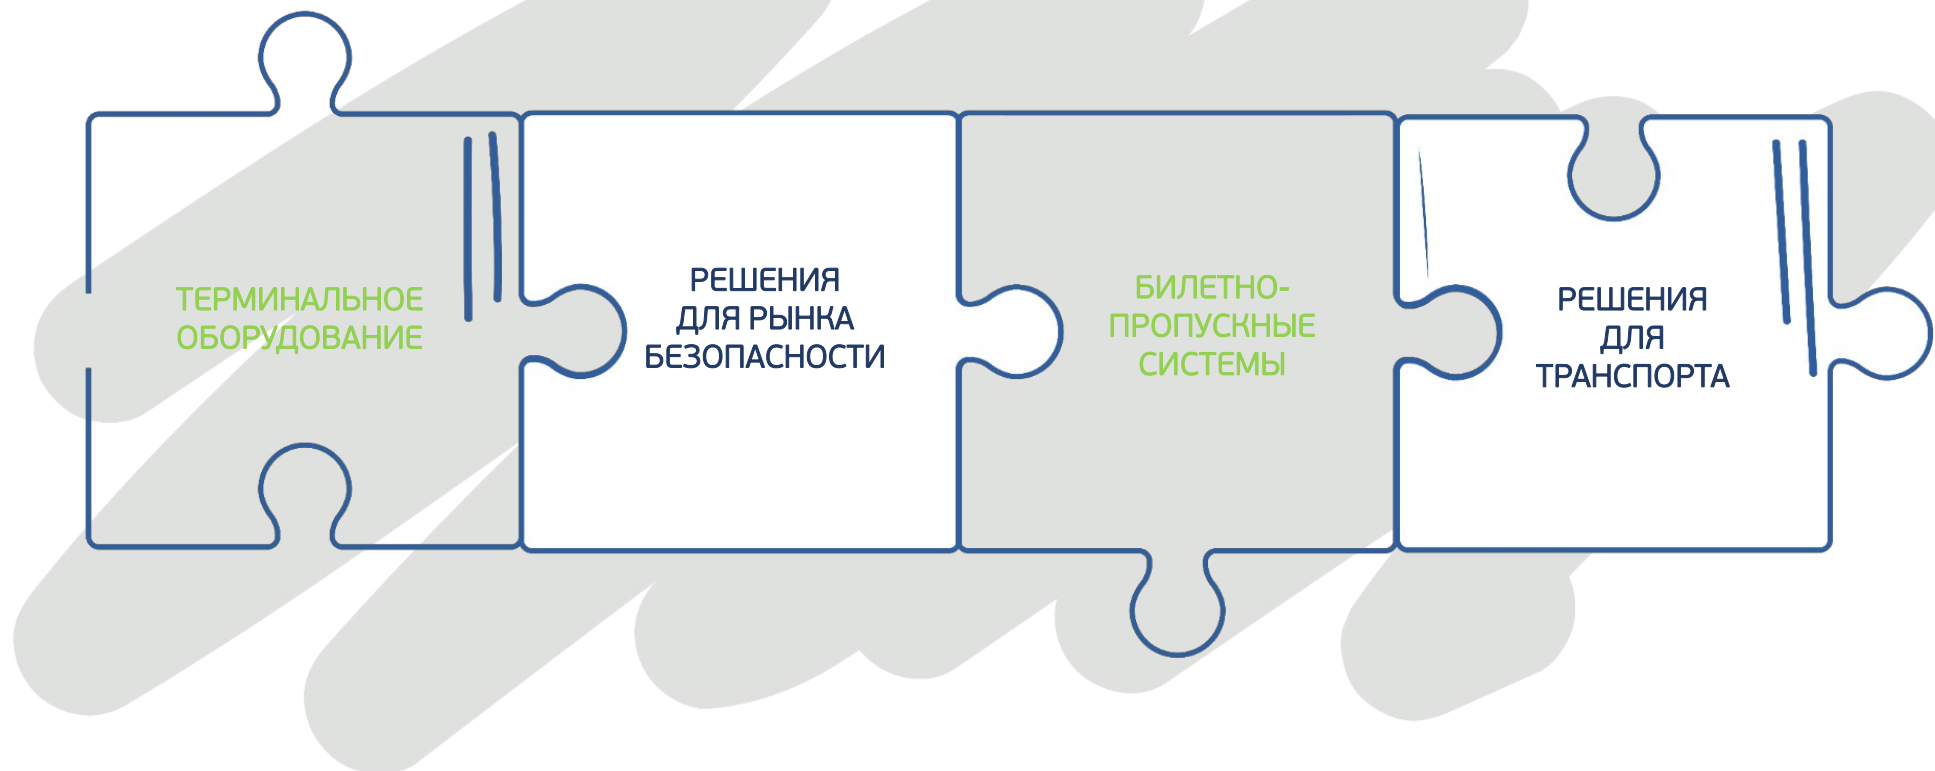 ТЕРМИНАЛЬНОЕ
ОБОРУДОВАНИЕ
РЕШЕНИЯ
ДЛЯ РЫНКА
БЕЗОПАСНОСТИ
БИЛЕТНО-
ПРОПУСКНЫЕ
СИСТЕМЫ
РЕШЕНИЯ
ДЛЯ
ТРАНСПОРТА